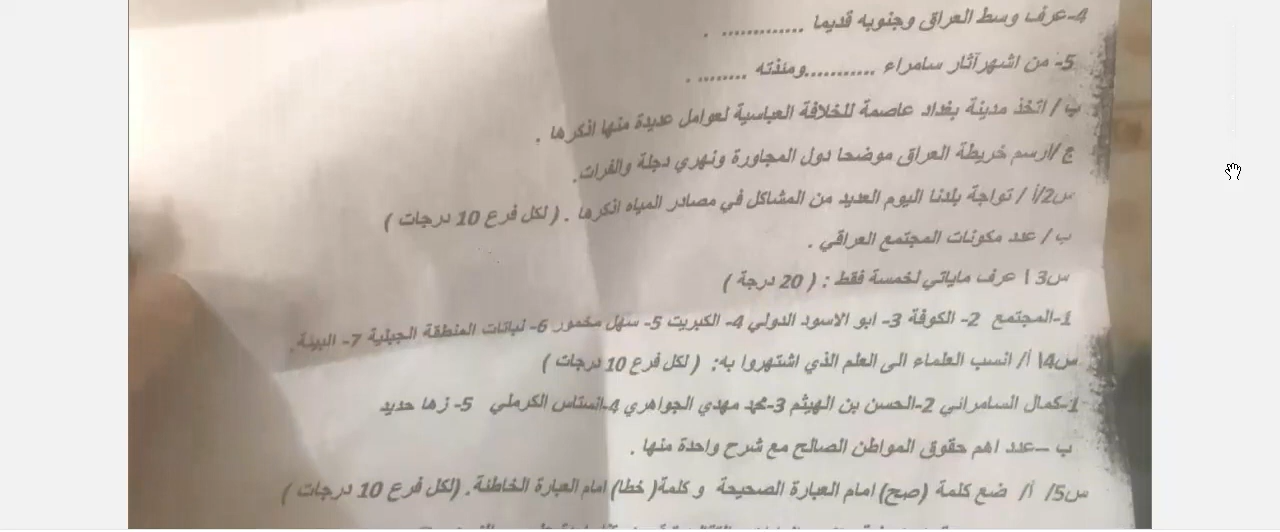 4-عرف وسط العراق وجنوبه قديما ............. .
5- من اشهرآثار سامراء ...........ومئذته ........ .
ب / اتخذ مدينة بغداد عاصمة للخلافة العباسية لعوامل عديدة منها اذكرها .
ج /ارسم خريطة العراق موضحا دول المجاورة ونهري دجلة والفرات.
س2/أ / تواجة بلدنا اليوم العديد من المشاكل في مصادر المياه اذكرها . ( لكل فرع 10 درجات )
ب / عدد مكونات المجتمع العراقي .
س3 \ عرف ماياتي لخمسة فقط : ( 20 درجة )
1-المجتمع 2- الكوفة 3- ابو الاسود الدولي 4- الكبريت 5- سهل مخمور 6- نباتات المنطقة الجبلية 7- البيئة.
س4\ أ/ انسب العلماء الى العلم الذي اشتهروا به: ( لكل فرع 10 درجات )
1-كمال السامرائي 2-الحسن بن الهيثم 3-محمد مهدي الجواهري 4-انستاس الكرملي 5- زها حديد
ب –عدد اهم حقوق المواطن الصالح مع شرح واحدة منها .
س5/ أ/ ضع كلمة (صح) امام العبارة الصحيحة و كلمة( خطا) امام العبارة الخاطئة. (لكل فرع 10 درجات )